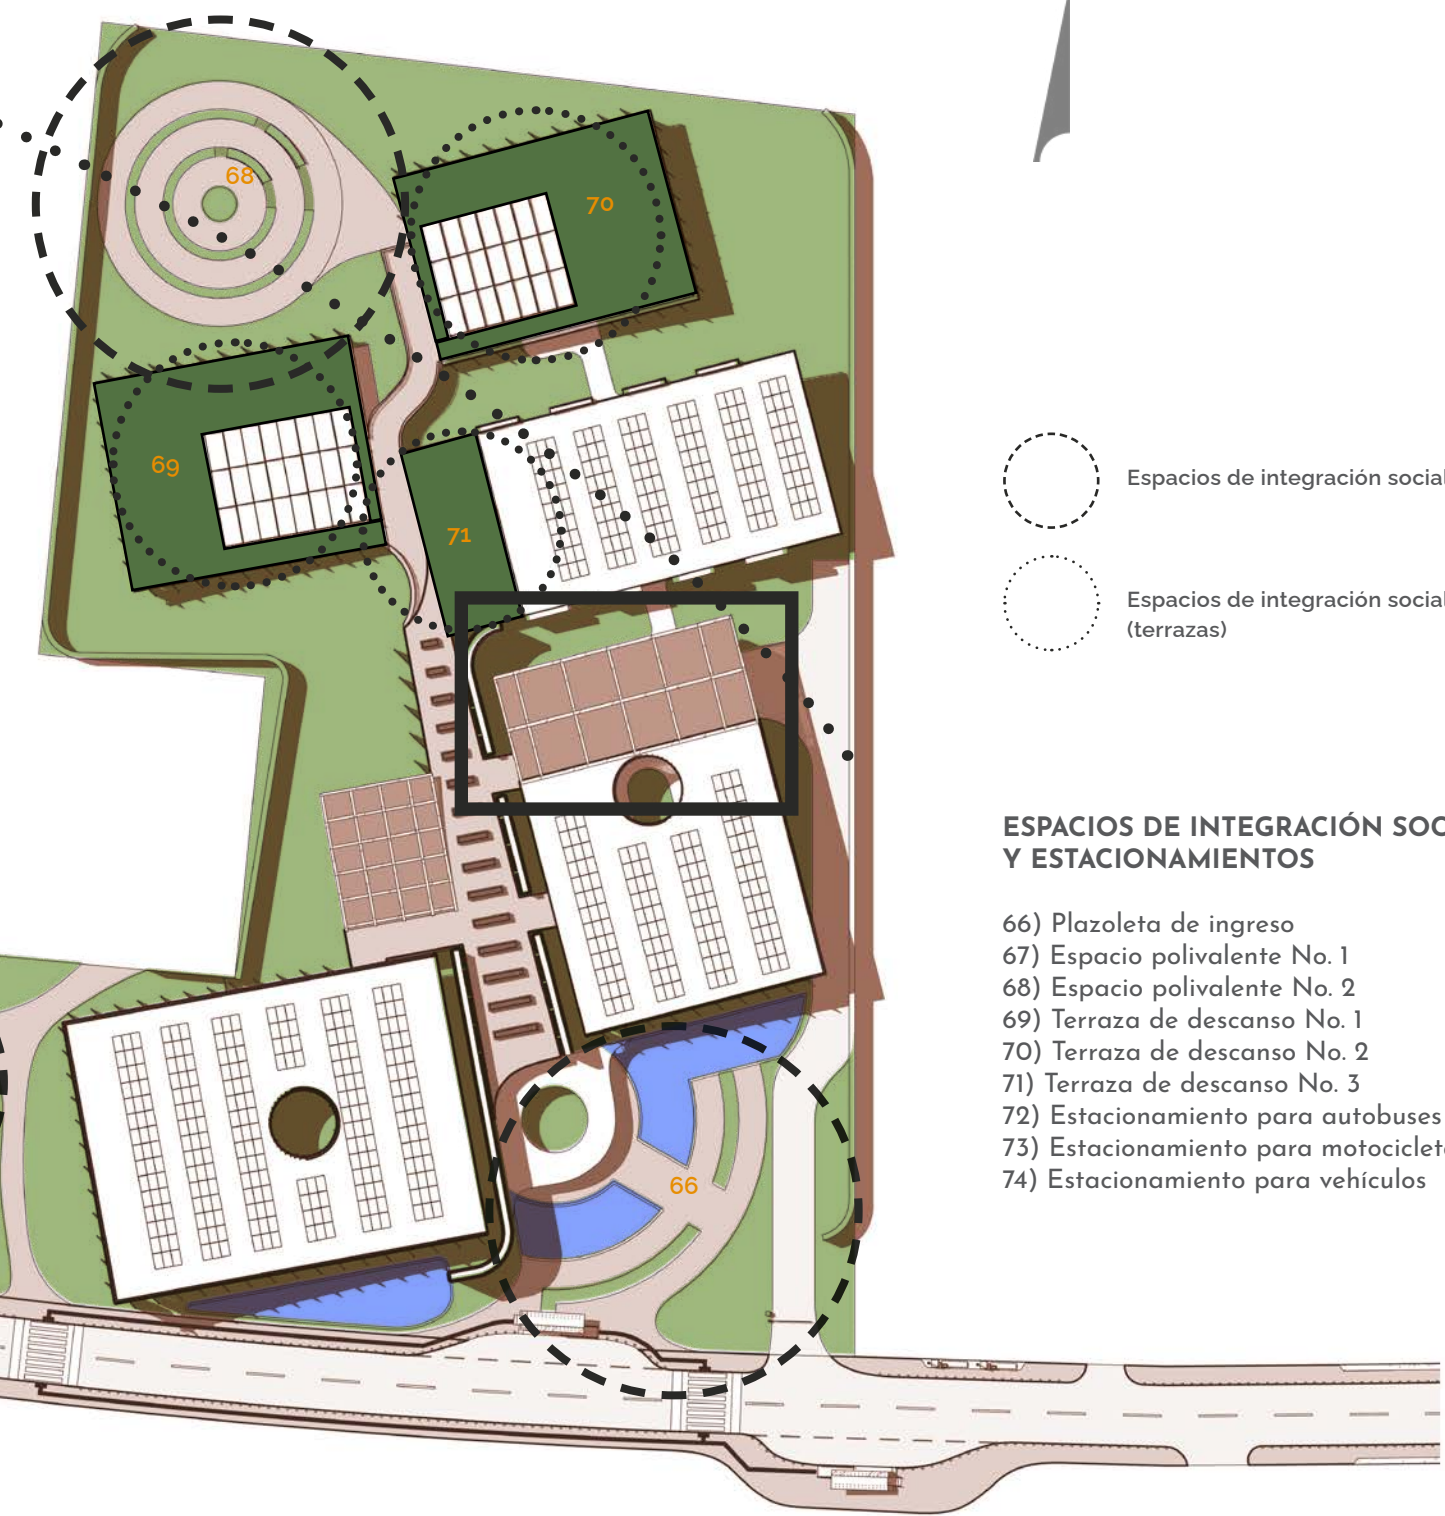 68
70
69
71
66
Espacios de integración social
Espacios de integración social
(terrazas)
ESPACIOS DE INTEGRACIÓN SOC
Y ESTACIONAMIENTOS
66) Plazoleta de ingreso
67) Espacio polivalente No. 1
68) Espacio polivalente No. 2
69) Terraza de descanso No. 1
70) Terraza de descanso No. 2
71) Terraza de descanso No. 3
72) Estacionamiento para autobuses
73) Estacionamiento para motociclet
74) Estacionamiento para vehículos